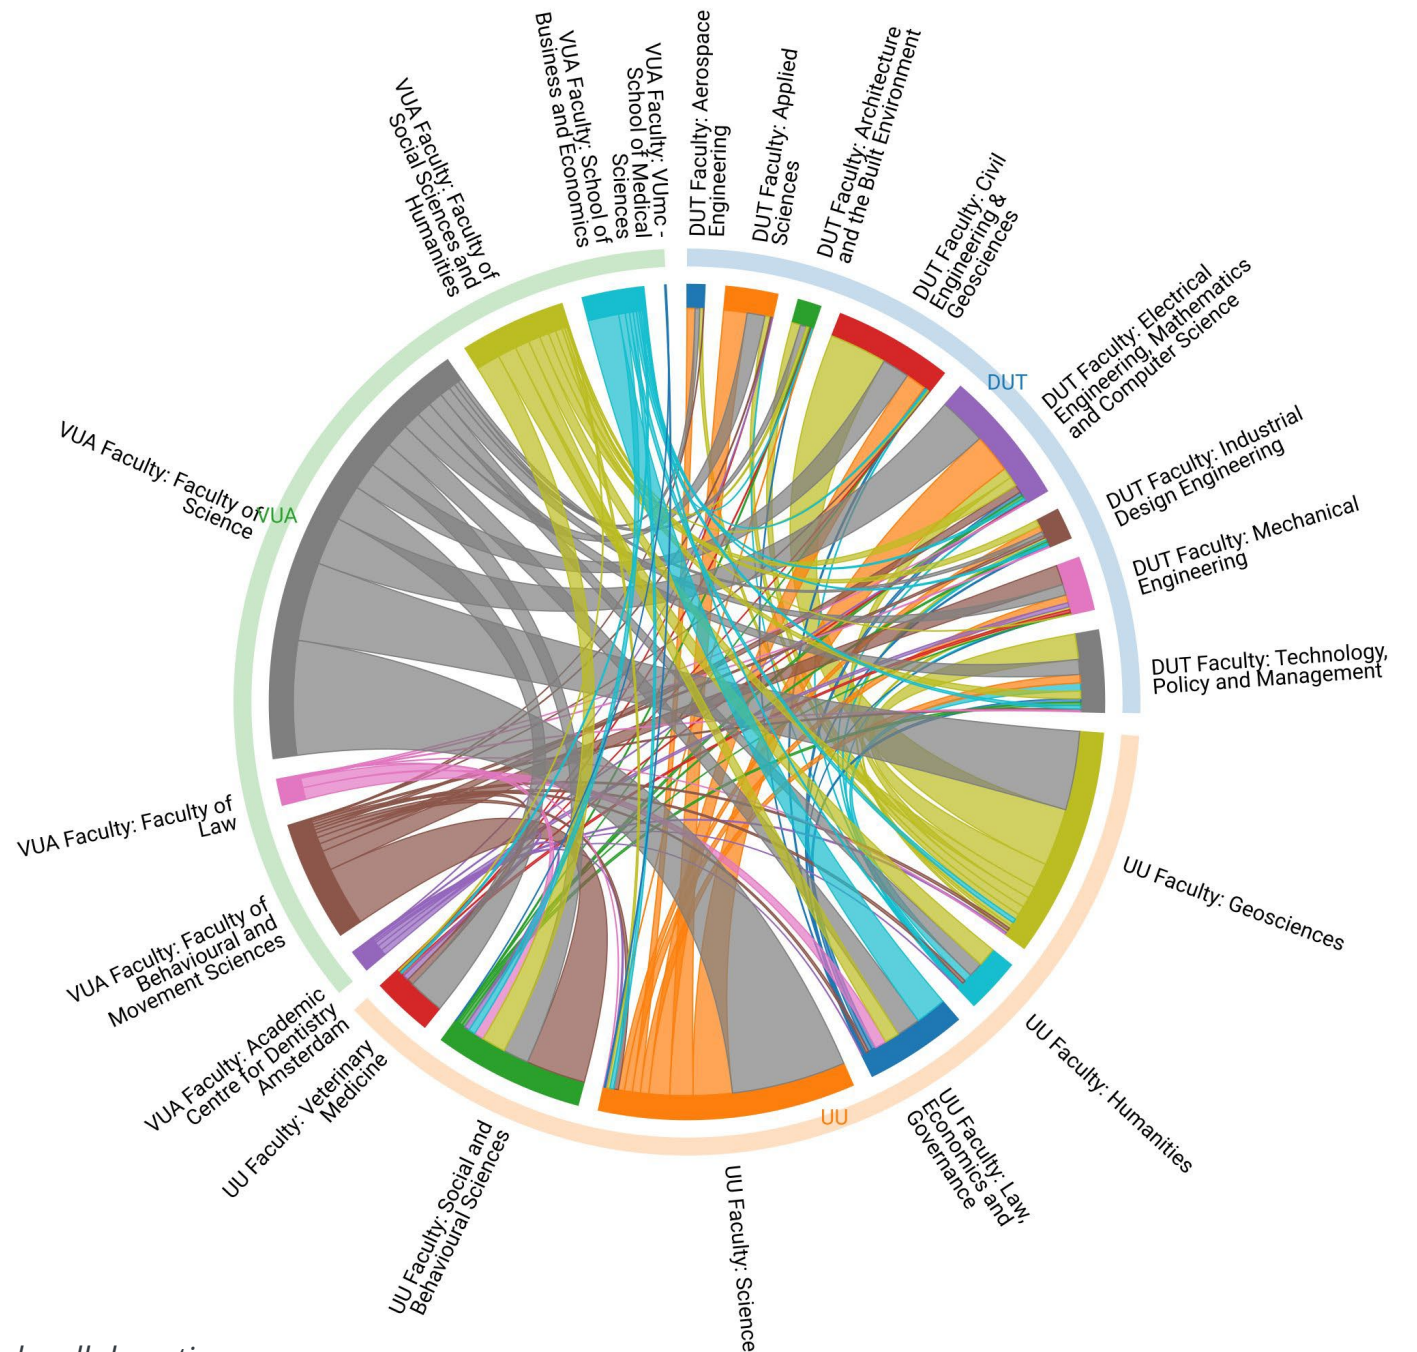 DUT Faculty: Aerospace
Engineering
DUT Faculty: Applied
Sciences
DUT Faculty: Architecture
and the Built Environment
DUT Faculty: Civil
Engineering &
Geosciences
DUT
DUT Faculty: Electrical
Engineering, Mathematics
and Computer Science
DUT Faculty: Industrial
Design Engineering
DUT Faculty: Mechanical
Engineering
DUT Faculty: Technology,
Policy and Management
UU Faculty: Geosciences
UU Faculty: Humanities
UU Faculty: Law,
Economics and
Governance
UU
UU Faculty: Science
UU Faculty: Social and
Behavioural Sciences
UU Faculty: Veterinary
Medicine
VUA Faculty: Academic
Centre for Dentistry
Amsterdam
VUA Faculty: Faculty of
Behavioural and
Movement Sciences
VUA Faculty: Faculty of
Law
VUA Faculty: Faculty of
Science
VUA
VUA Faculty: Faculty of
Social Sciences and
Humanities
VUA Faculty: School of
Business and Economics
VUA Faculty: VUmc -
School of Medical
Sciences